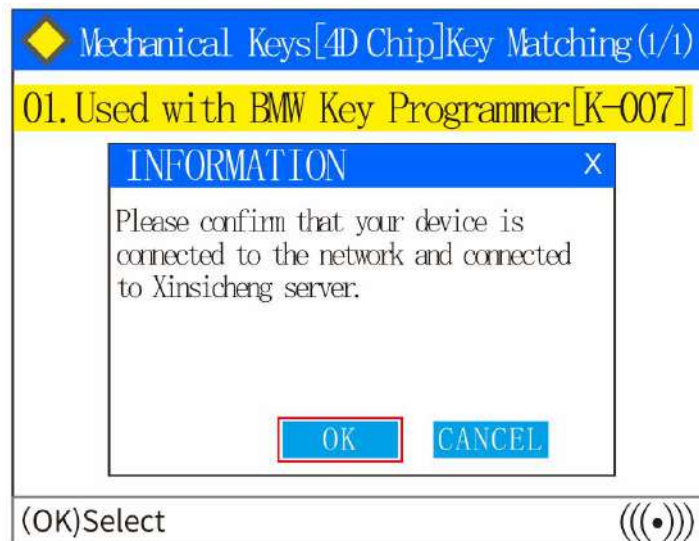 Mechanical Keys[4D Chip]Key Matching(1/1)
01.Used with BMW Key Programmer[K-007]
INFORMATION X
Please confirm that your device is
connected to the network and connected
to Xinsicheng server.
OK CANCEL
(OK)Select (((•)))